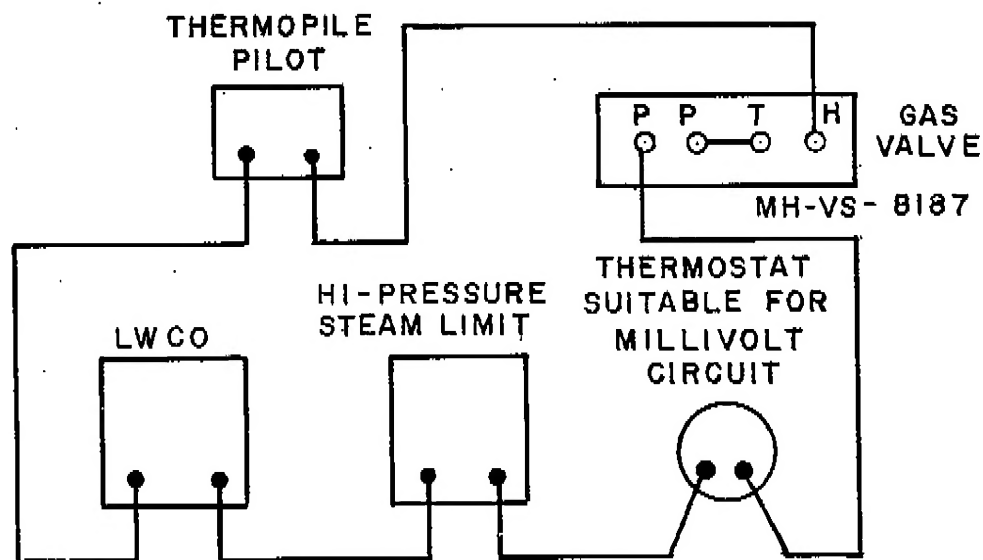 THERMOPILE
PILOT
P P T H
GAS
VALVE
MH-VS-8187
THERMOSTAT
SUITABLE FOR
MILLIVOLT
CIRCUIT
HI-PRESSURE
STEAM LIMIT
LWCO